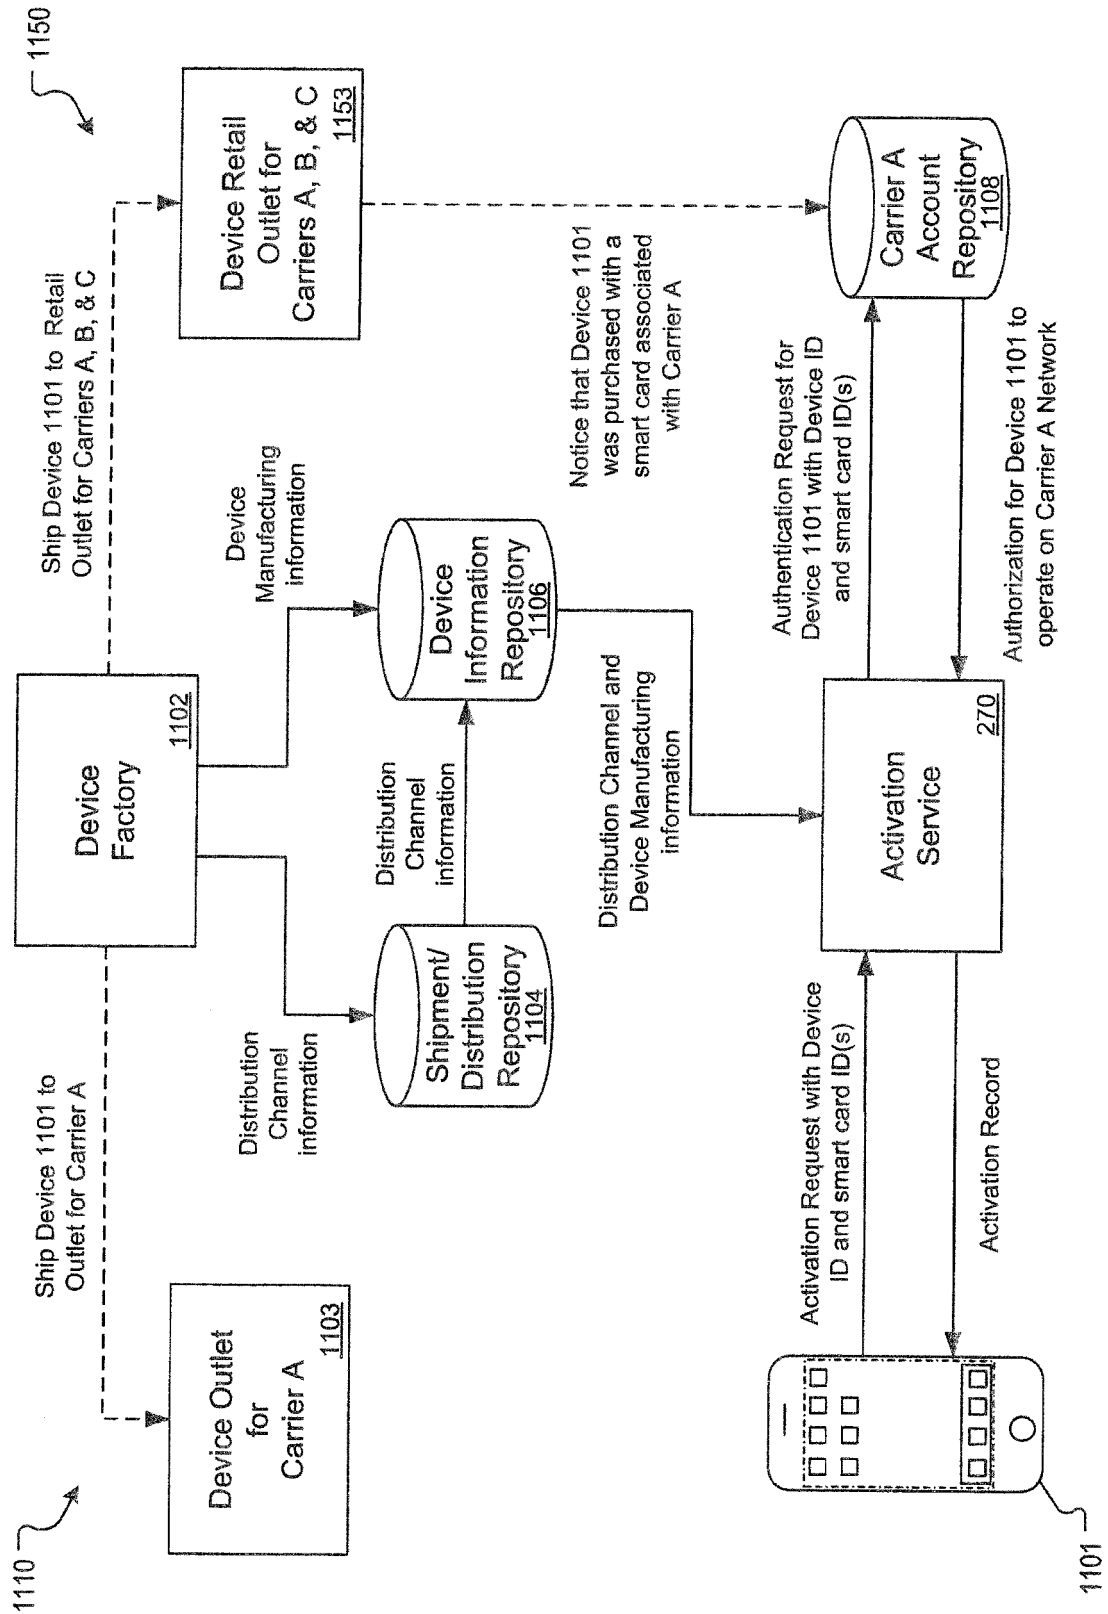 1110
1150
Ship Device 1101 to
Outlet for Carrier A
Ship Device 1101 to Retail
Outlet for Carriers A, B, & C
Device
Factory
1102
Device Outlet
for
Carrier A
1103
Device Retail
Outlet for
Carriers A, B, & C
1153
Distribution
Channel
information
Device
Manufacturing
information
Shipment/
Distribution
Repository
1104
Distribution
Channel
information
Device
Information
Repository
1106
Notice that Device 1101
was purchased with a
smart card associated
with Carrier A
Distribution Channel and
Device Manufacturing
information
Activation Request with Device
ID and smart card ID(s)
Activation Record
Activation
Service
270
Authentication Request for
Device 1101 with Device ID
and smart card ID(s)
Authorization for Device 1101 to
operate on Carrier A Network
Carrier A
Account
Repository
1108
1101